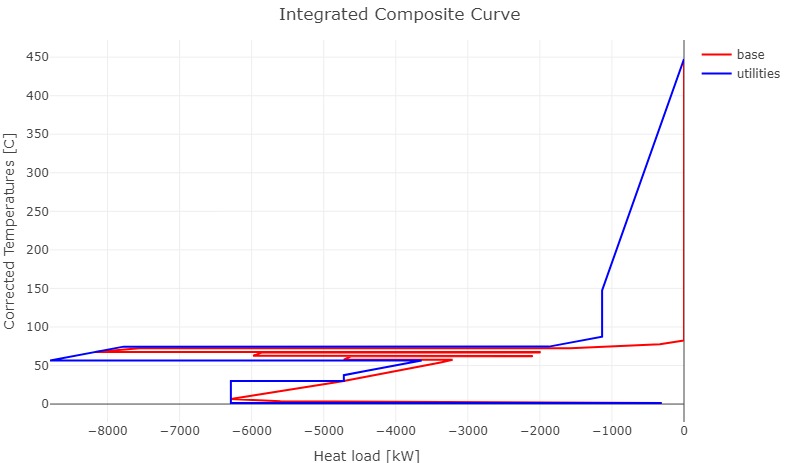 Integrated Composite Curve
base
utilities
Corrected Temperatures [C]
450
400
350
300
250
200
150
100
50
0
−8000 −7000 −6000 −5000 −4000 −3000 −2000 −1000 0
Heat load [kW]